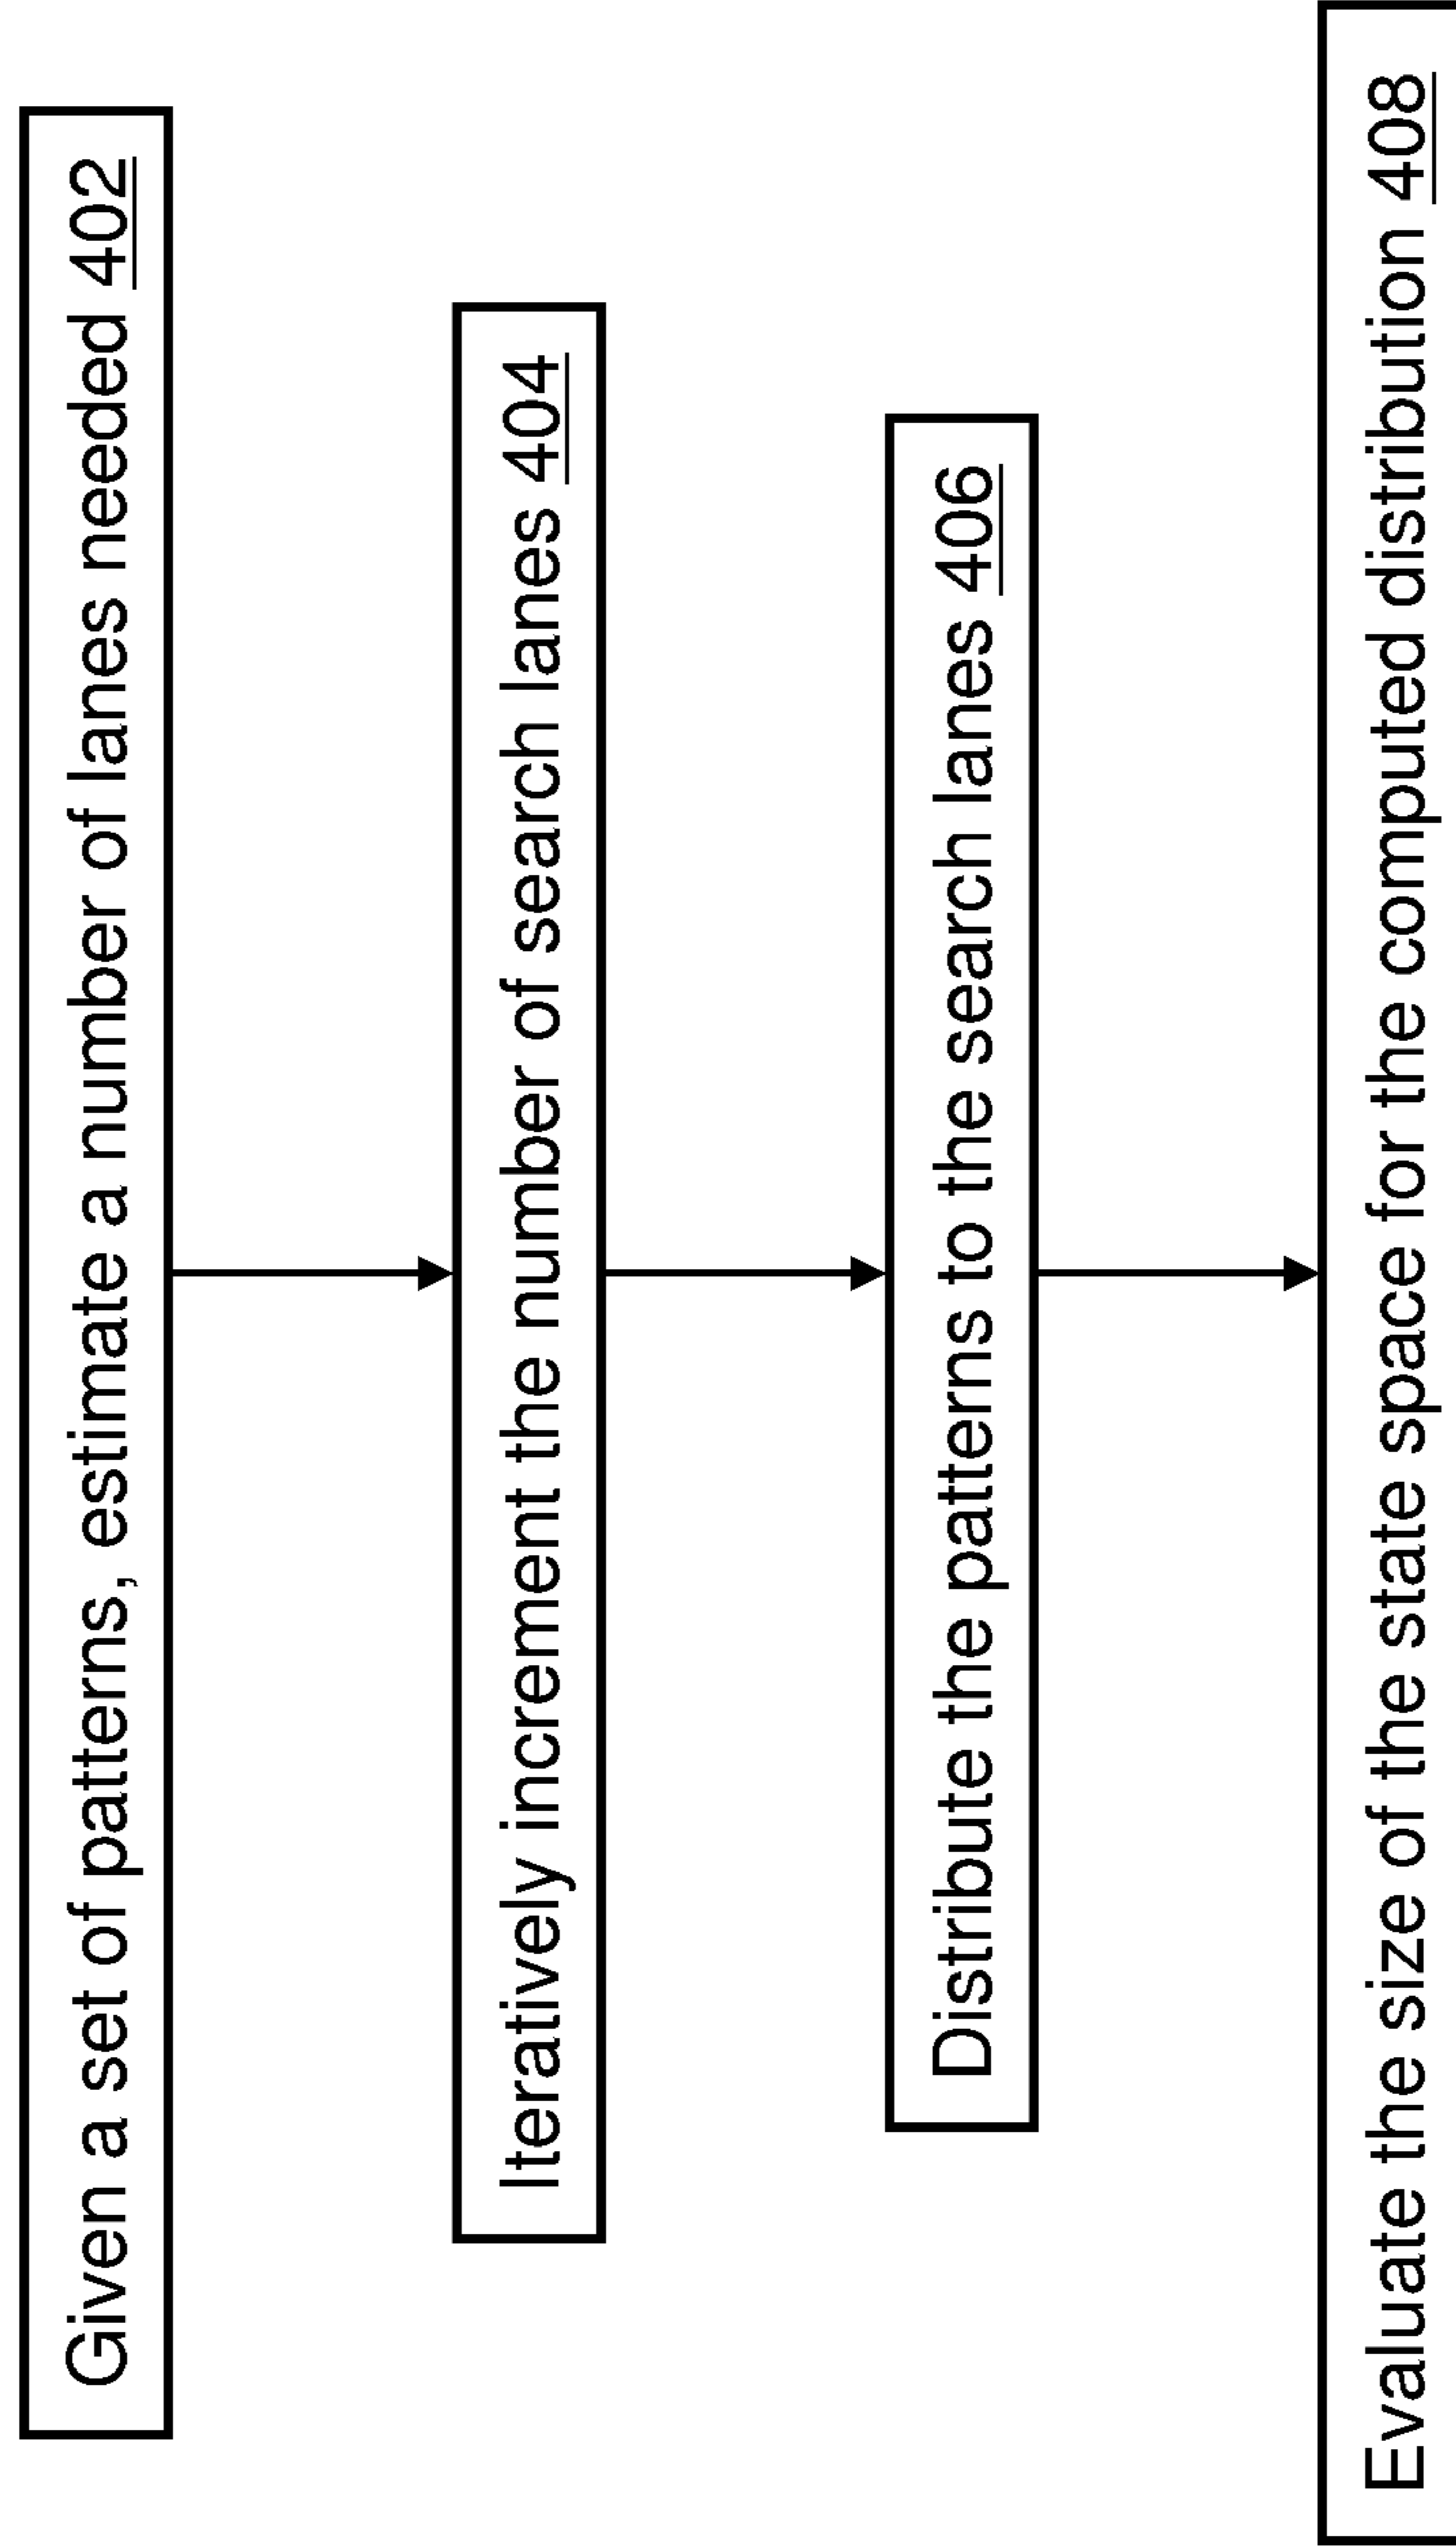 Given a set of patterns, estimate a number of lanes needed 402
Iteratively increment the number of search lanes 404
Distribute the patterns to the search lanes 406
Evaluate the size of the state space for the computed distribution 408